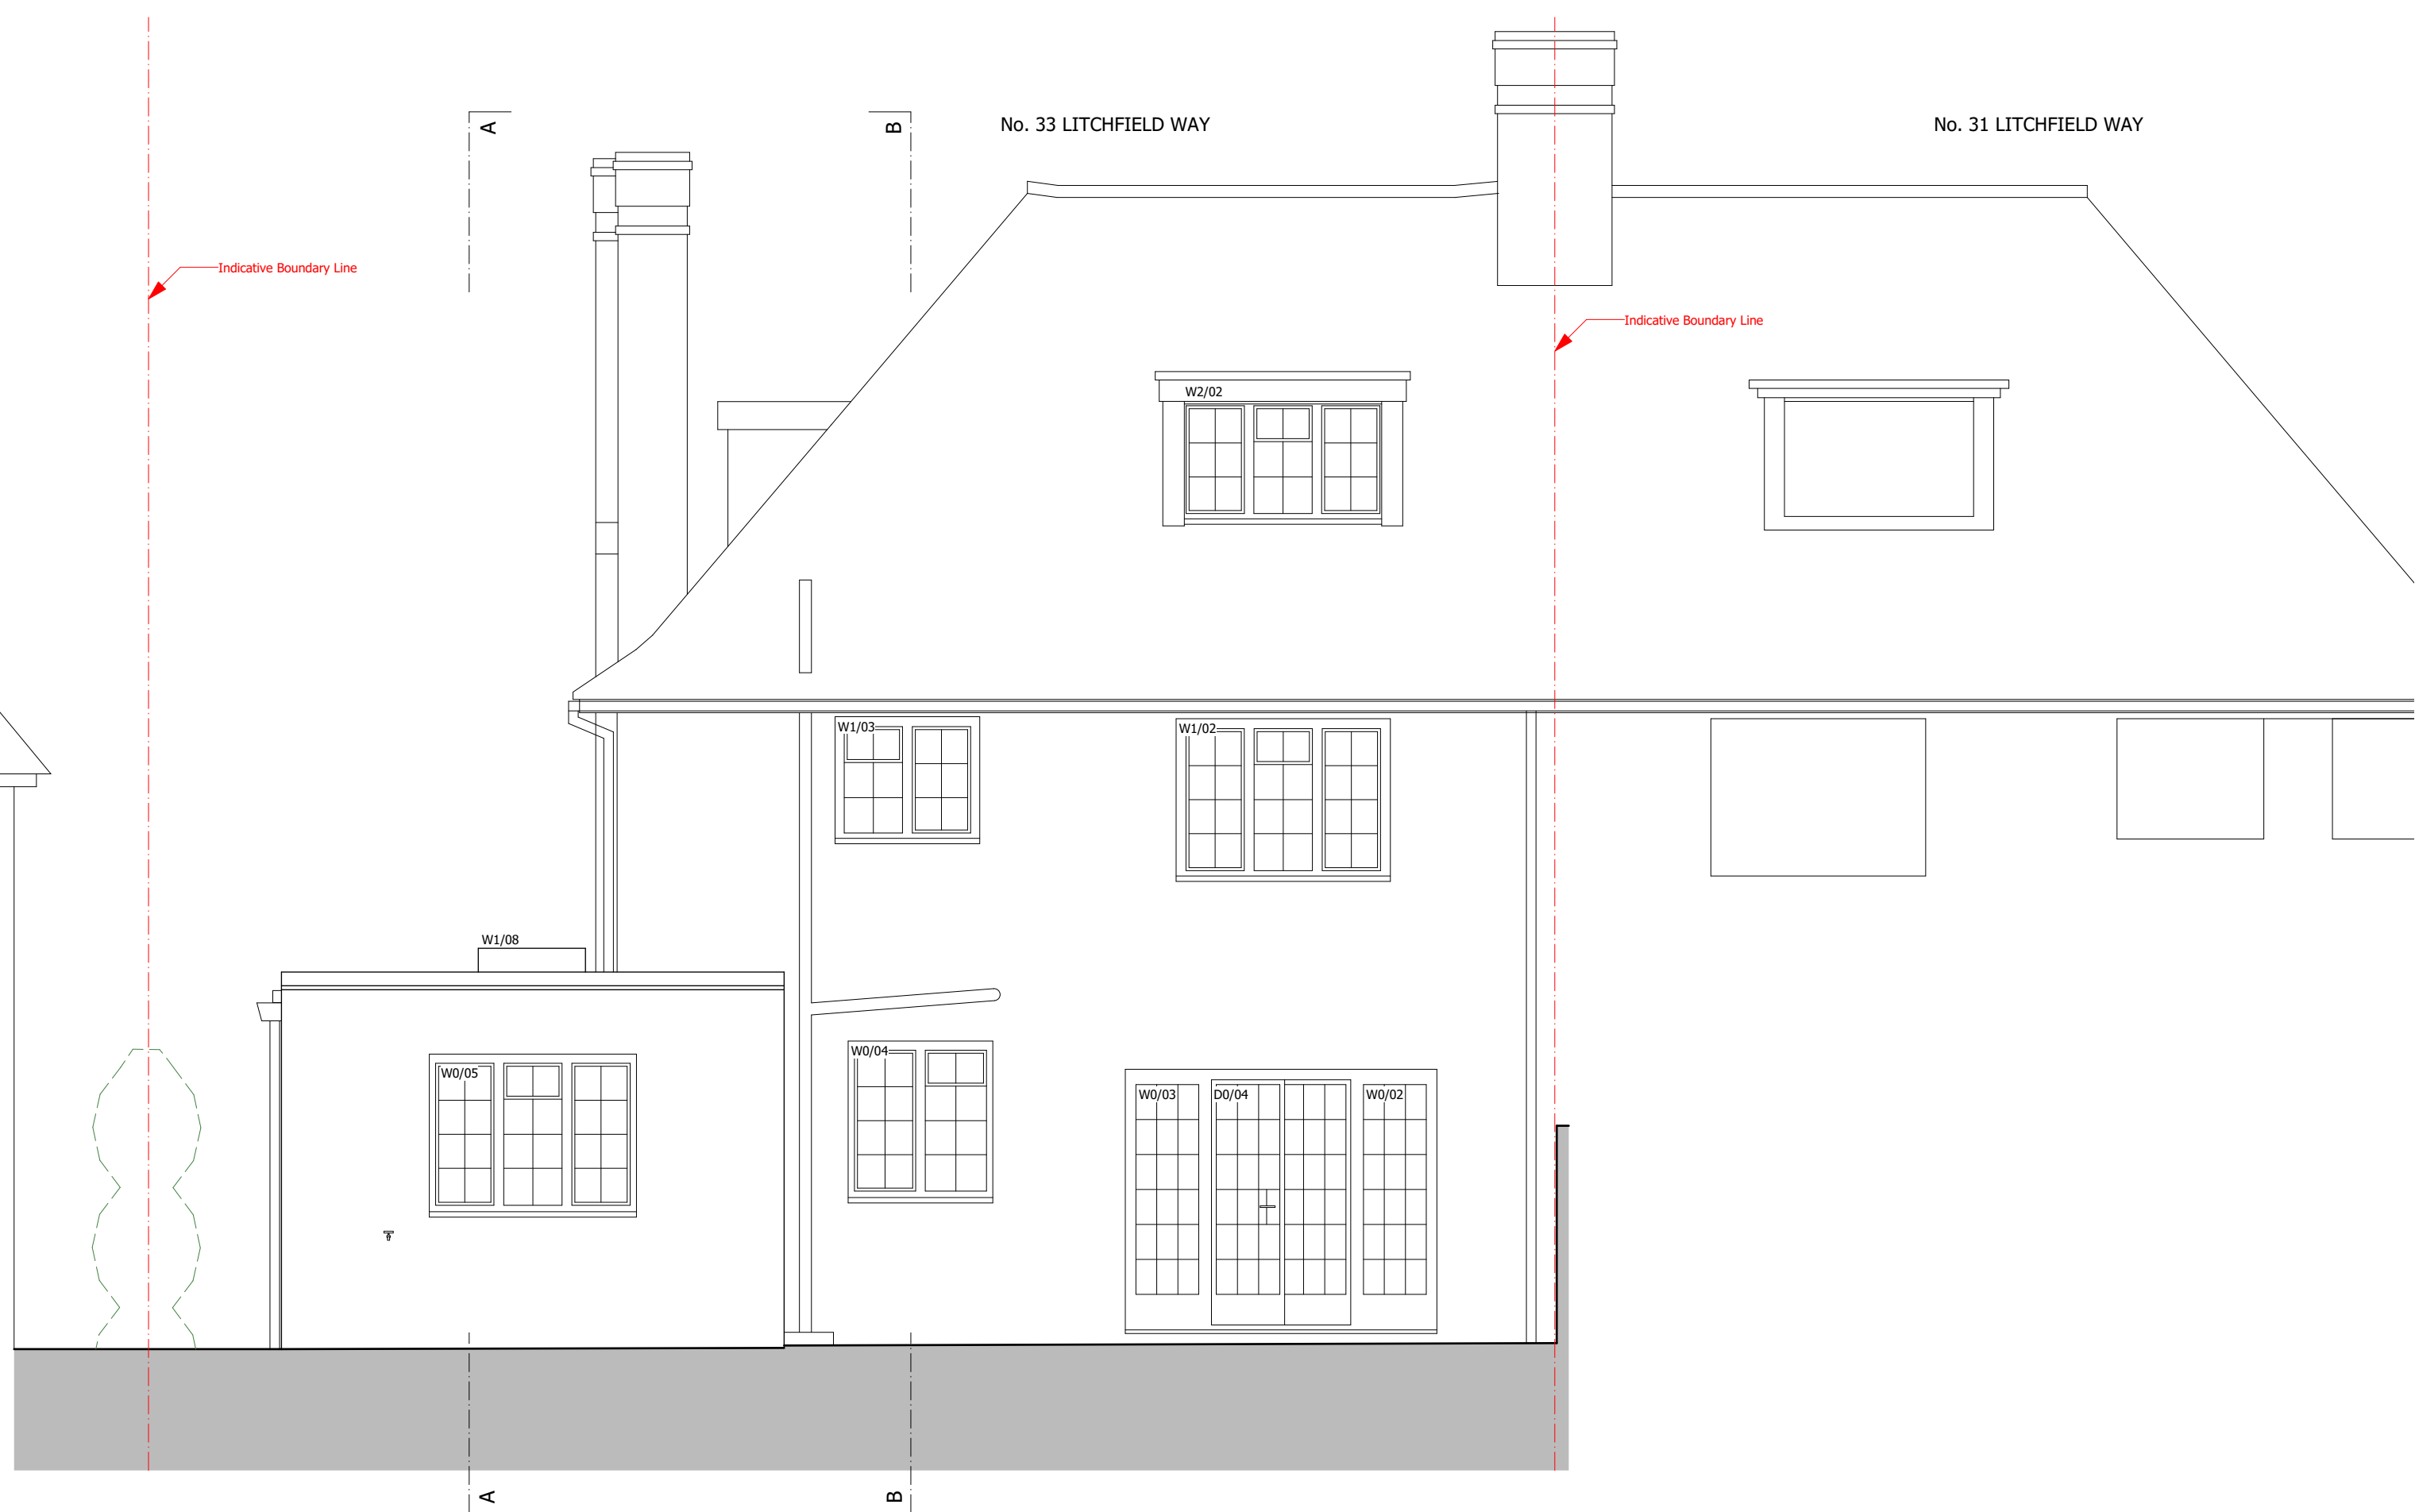 A
B
No. 33 LITCHFIELD WAY
No. 31 LITCHFIELD WAY
Indicative Boundary Line
Indicative Boundary Line
W2/02
W1/03
W1/02
W1/08
W0/04
W0/05
W0/03
D0/04
W0/02
A
B